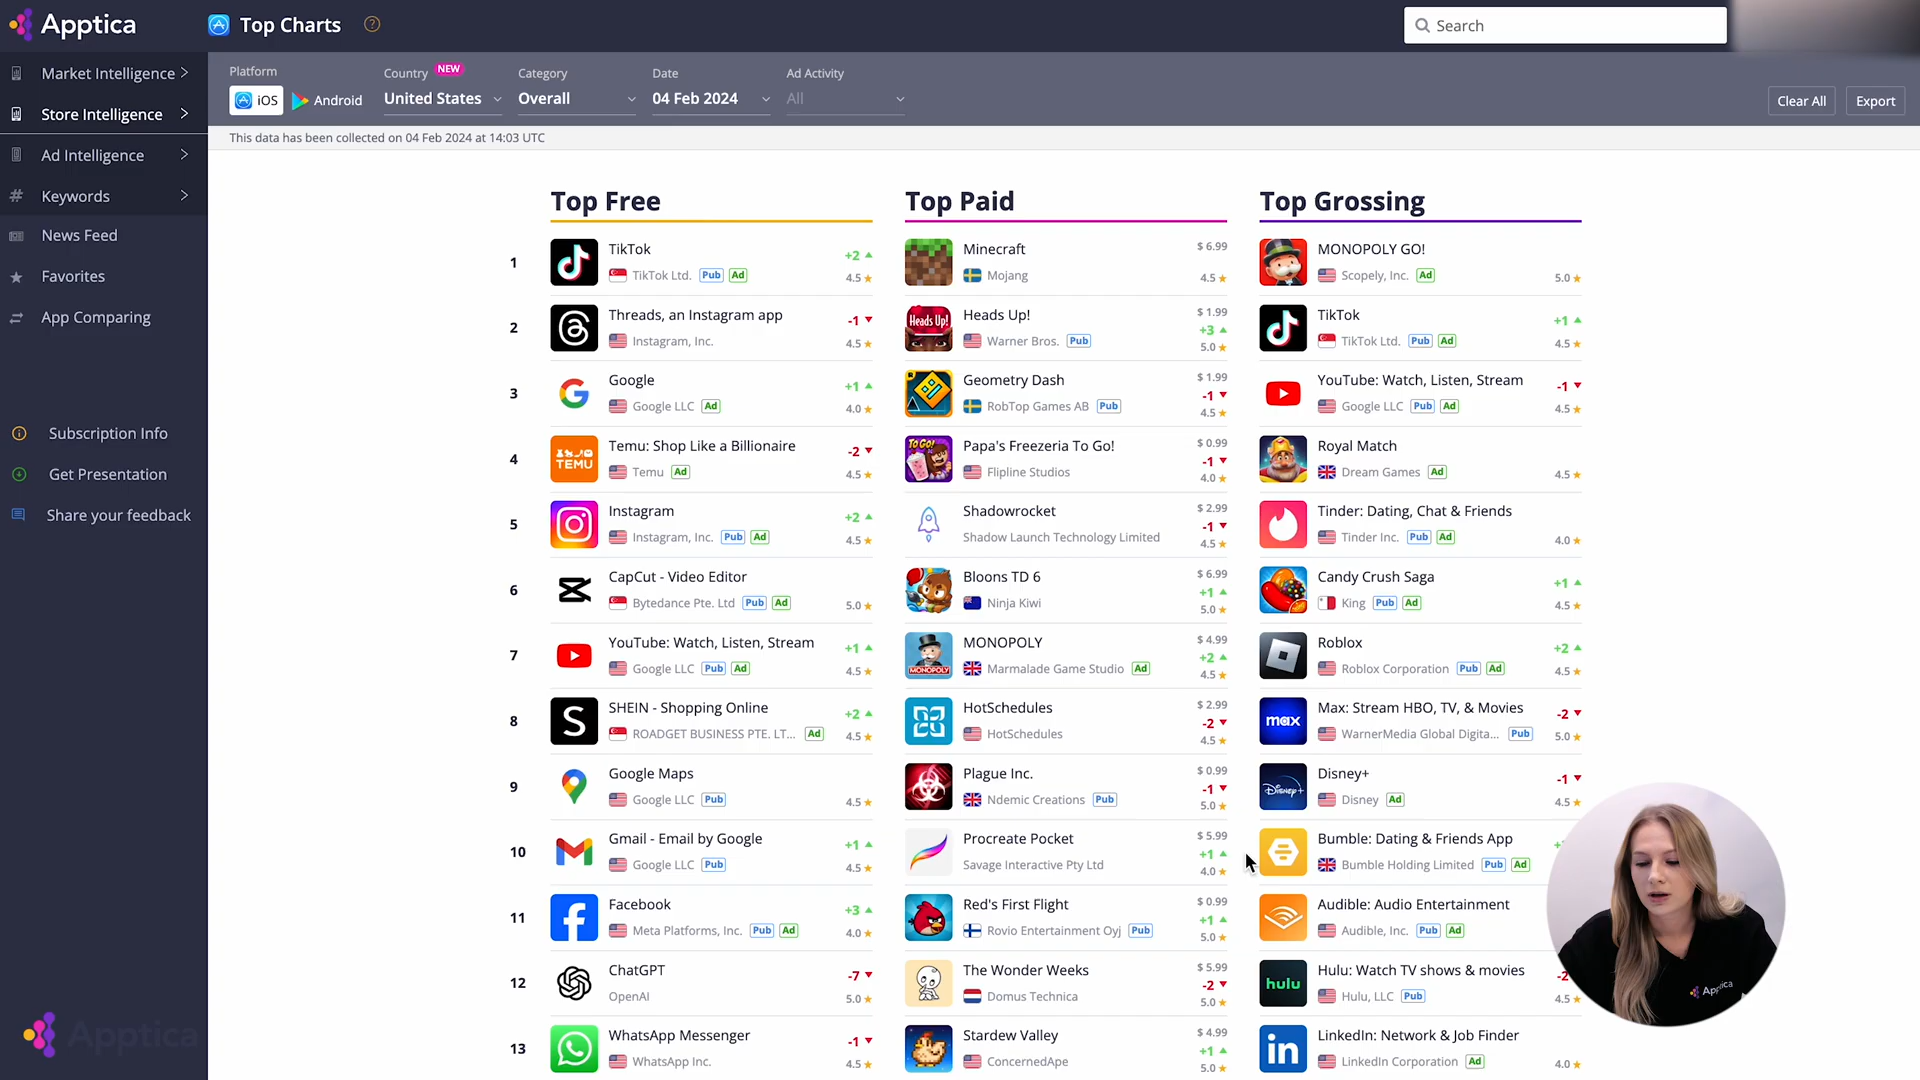 Apptica
Top Charts
?
Search
Market Intelligence
Store Intelligence
Ad Intelligence
Keywords
News Feed
Favorites
App Comparing
Subscription Info
Get Presentation
Share your feedback
Platform
iOS
Android
Country NEW
United States
Category
Overall
Date
04 Feb 2024
Ad Activity
All
Clear All
Export
This data has been collected on 04 Feb 2024 at 14:03 UTC
Top Free
Top Paid
Top Grossing
1
TikTok
+2
TikTok Ltd. Pub Ad
4.5
Minecraft
$ 6.99
Mojang
4.5
MONOPOLY GO!
Scopely, Inc. Ad
5.0
2
Threads, an Instagram app
-1
Instagram, Inc.
4.5
Heads Up!
Heads Up!
$ 1.99
+3
Warner Bros. Pub
5.0
TikTok
+1
TikTok Ltd. Pub Ad
4.5
3
Google
+1
Google LLC Ad
4.0
Geometry Dash
$ 1.99
-1
RobTop Games AB Pub
4.5
YouTube: Watch, Listen, Stream
-1
Google LLC Pub Ad
4.5
4
TEMU
Temu: Shop Like a Billionaire
-2
Temu Ad
4.5
TO GO!
Papa's Freezeria To Go!
$ 0.99
-1
Flipline Studios
4.0
Royal Match
Dream Games Ad
4.5
5
Instagram
+2
Instagram, Inc. Pub Ad
4.5
Shadowrocket
$ 2.99
-1
Shadow Launch Technology Limited
4.5
Tinder: Dating, Chat & Friends
Tinder Inc. Pub Ad
4.0
6
CapCut - Video Editor
Bytedance Pte. Ltd Pub Ad
5.0
Bloons TD 6
$ 6.99
+1
Ninja Kiwi
5.0
Candy Crush Saga
+1
King Pub Ad
4.5
7
YouTube: Watch, Listen, Stream
+1
Google LLC Pub Ad
4.5
MONOPOLY
MONOPOLY
$ 4.99
+2
Marmalade Game Studio Ad
4.5
Roblox
+2
Roblox Corporation Pub Ad
4.5
8
S
SHEIN - Shopping Online
+2
ROADGET BUSINESS PTE. LT... Ad
4.5
HotSchedules
$ 2.99
-2
HotSchedules
4.5
max
Max: Stream HBO, TV, & Movies
-2
WarnerMedia Global Digita... Pub
5.0
9
Google Maps
Google LLC Pub
4.5
Plague Inc.
$ 0.99
-1
Ndemic Creations Pub
5.0
Disney+
Disney+
-1
Disney Ad
4.5
10
Gmail - Email by Google
+1
Google LLC Pub
4.5
Procreate Pocket
$ 5.99
+1
Savage Interactive Pty Ltd
4.0
Bumble: Dating & Friends App
Bumble Holding Limited Pub Ad
11
Facebook
+3
Meta Platforms, Inc. Pub Ad
4.0
Red's First Flight
$ 0.99
+1
Rovio Entertainment Oyj Pub
5.0
Audible: Audio Entertainment
Audible, Inc. Pub Ad
12
ChatGPT
-7
OpenAI
5.0
The Wonder Weeks
$ 5.99
-2
Domus Technica
5.0
hulu
Hulu: Watch TV shows & movies
-2
Hulu, LLC Pub
4.5
13
WhatsApp Messenger
-1
WhatsApp Inc.
4.5
Stardew Valley
$ 4.99
+1
ConcernedApe
5.0
in
LinkedIn: Network & Job Finder
LinkedIn Corporation Ad
4.0
Apptica
Apptica